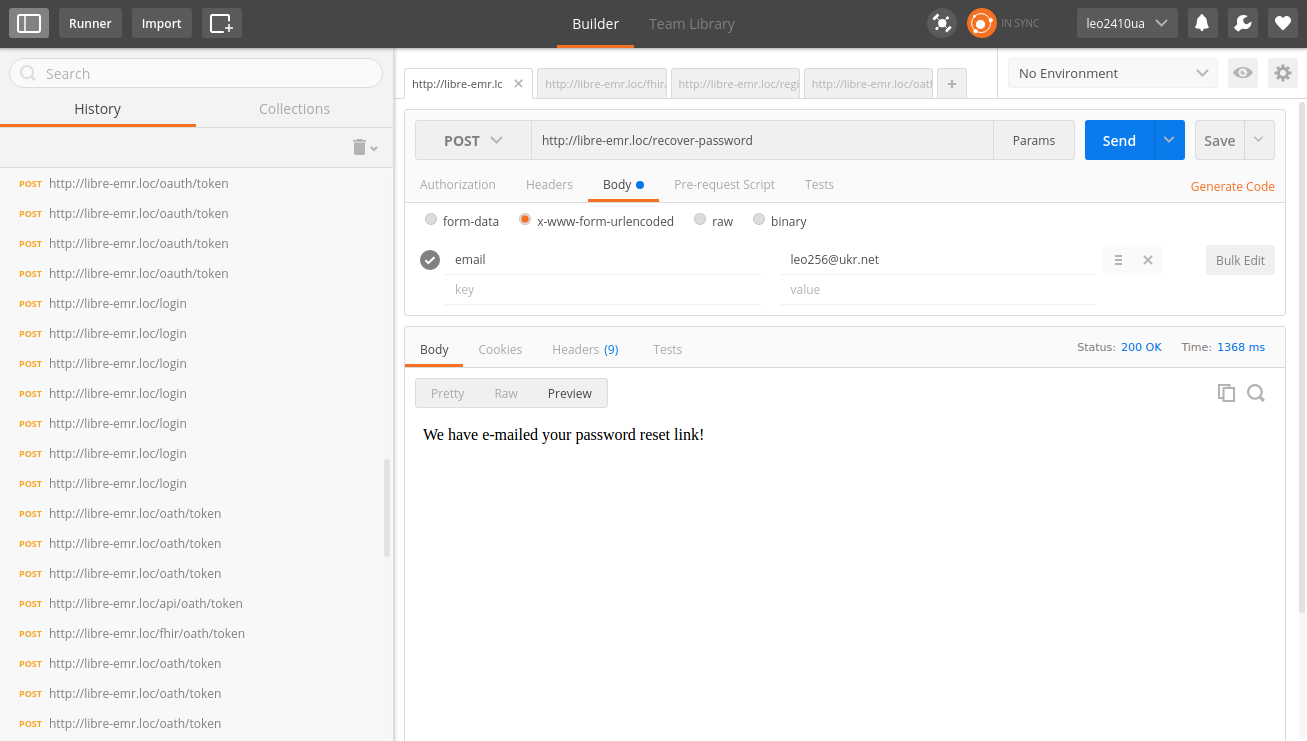 Runner Import Builder Team Library IN SYNC leo2410ua
Search
History Collections
POST http://libre-emr.loc/oauth/token
POST http://libre-emr.loc/oauth/token
POST http://libre-emr.loc/oauth/token
POST http://libre-emr.loc/oauth/token
POST http://libre-emr.loc/login
POST http://libre-emr.loc/login
POST http://libre-emr.loc/login
POST http://libre-emr.loc/login
POST http://libre-emr.loc/login
POST http://libre-emr.loc/login
POST http://libre-emr.loc/login
POST http://libre-emr.loc/oath/token
POST http://libre-emr.loc/oath/token
POST http://libre-emr.loc/oath/token
POST http://libre-emr.loc/api/oath/token
POST http://libre-emr.loc/fhir/oath/token
POST http://libre-emr.loc/oath/token
POST http://libre-emr.loc/oath/token
POST http://libre-emr.loc/oath/token
http://libre-emr.lc http://libre-emr.loc/fhir/ http://libre-emr.loc/regi http://libre-emr.loc/oatl + No Environment
POST http://libre-emr.loc/recover-password Params Send Save
Authorization Headers Body Pre-request Script Tests Generate Code
form-data x-www-form-urlencoded raw binary
email leo256@ukr.net Bulk Edit
key value
Body Cookies Headers (9) Tests Status: 200 OK Time: 1368 ms
Pretty Raw Preview
We have e-mailed your password reset link!